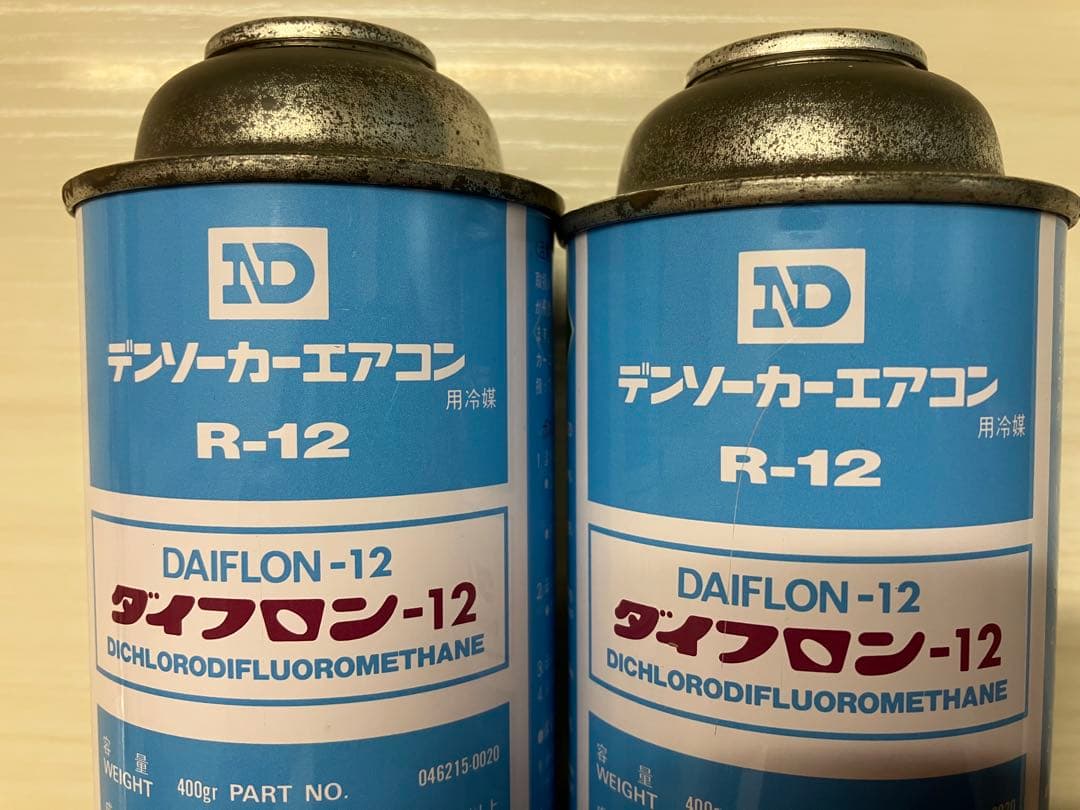 ND
デンソーカーエアコン
用冷媒
R-12
DAIFLON -12
ダイフロン-12
DICHLORODIFLUOROMETHANE
容量
WEIGHT 400gr PART NO. 046215-0020
ND
デンソーカーエアコン
用冷媒
R-12
DAIFLON -12
ダイフロン-12
DICHLORODIFLUOROMETHANE
容量
WEIGHT 400gr PART NO.